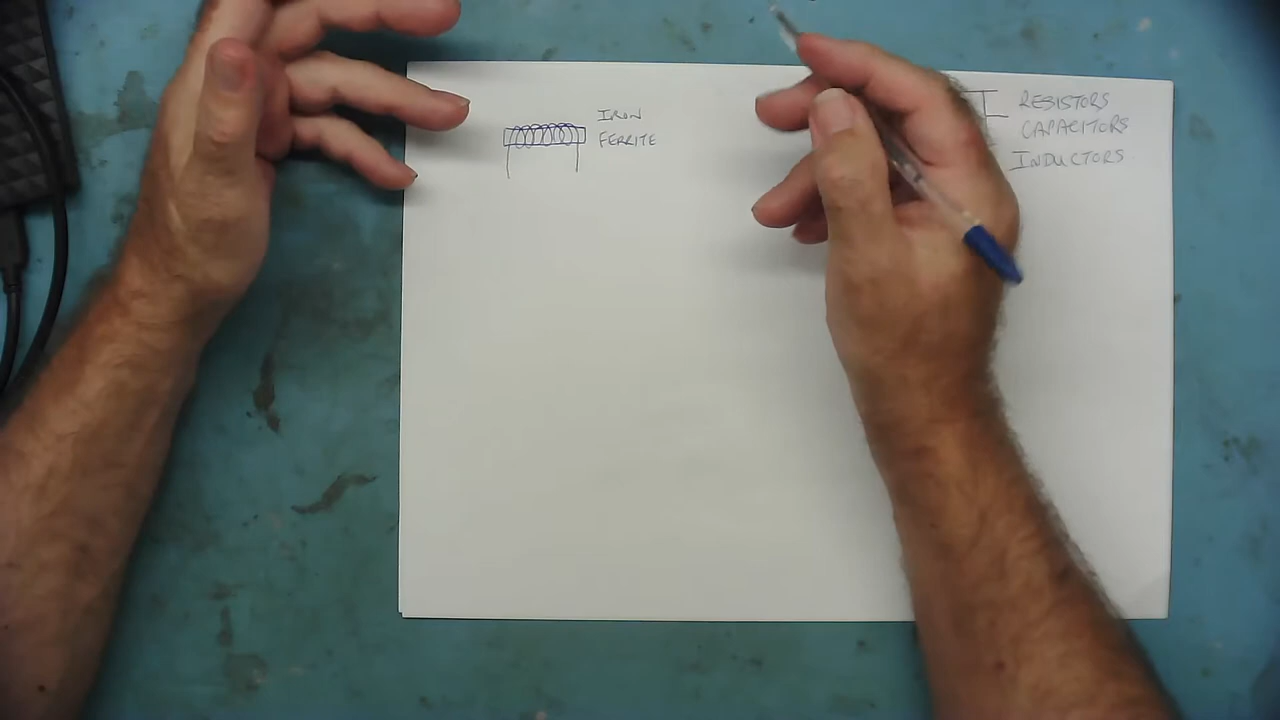 IRON
FERRITE
RESISTORS
CAPACITORS
INDUCTORS